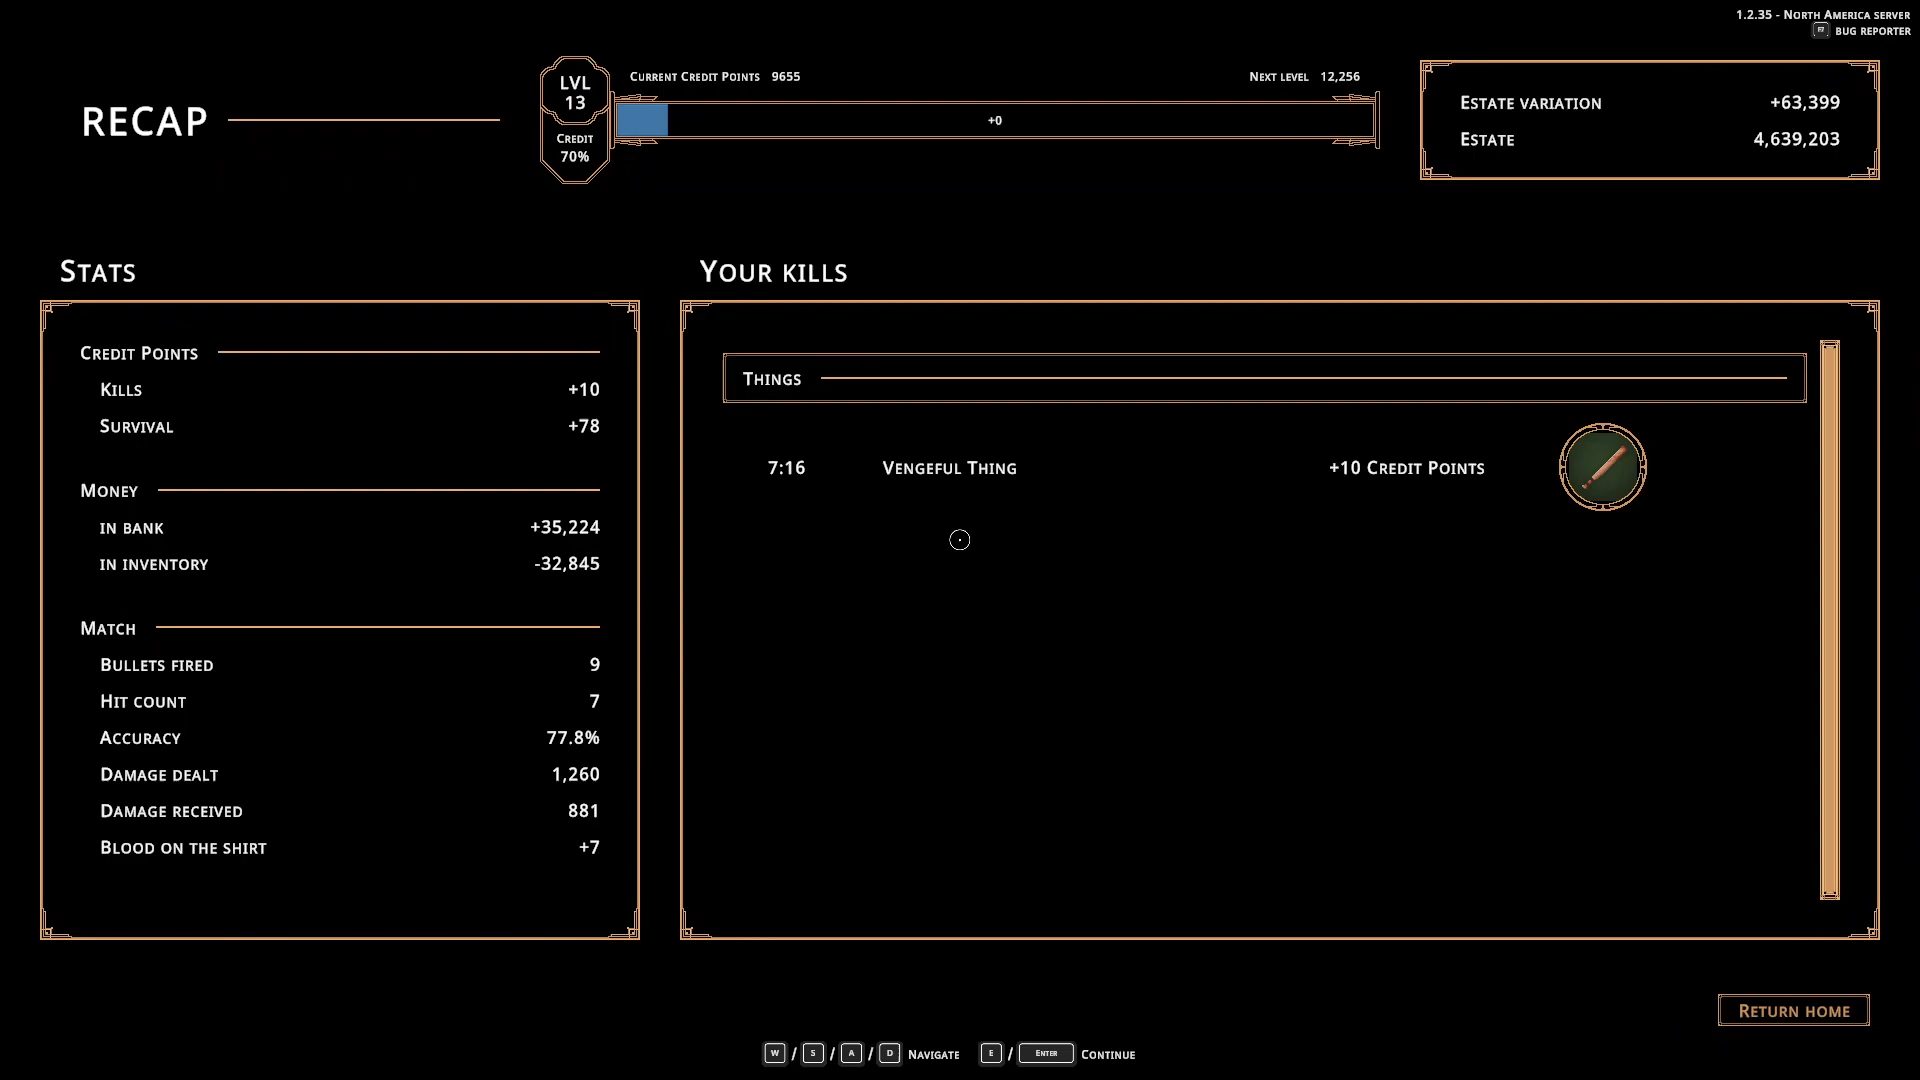 1.2.35 - North America server
F7 Bug reporter
Recap
LVL 13
Credit 70%
Current Credit Points 9655
Next level 12,256
+0
Estate variation +63,399
Estate 4,639,203
Stats
Credit Points
Kills +10
Survival +78
Money
in bank +35,224
in inventory -32,845
Match
Bullets fired 9
Hit count 7
Accuracy 77.8%
Damage dealt 1,260
Damage received 881
Blood on the shirt +7
Your kills
Things
7:16 Vengeful Thing +10 Credit Points
Return home
W / S / A / D Navigate E / Enter Continue